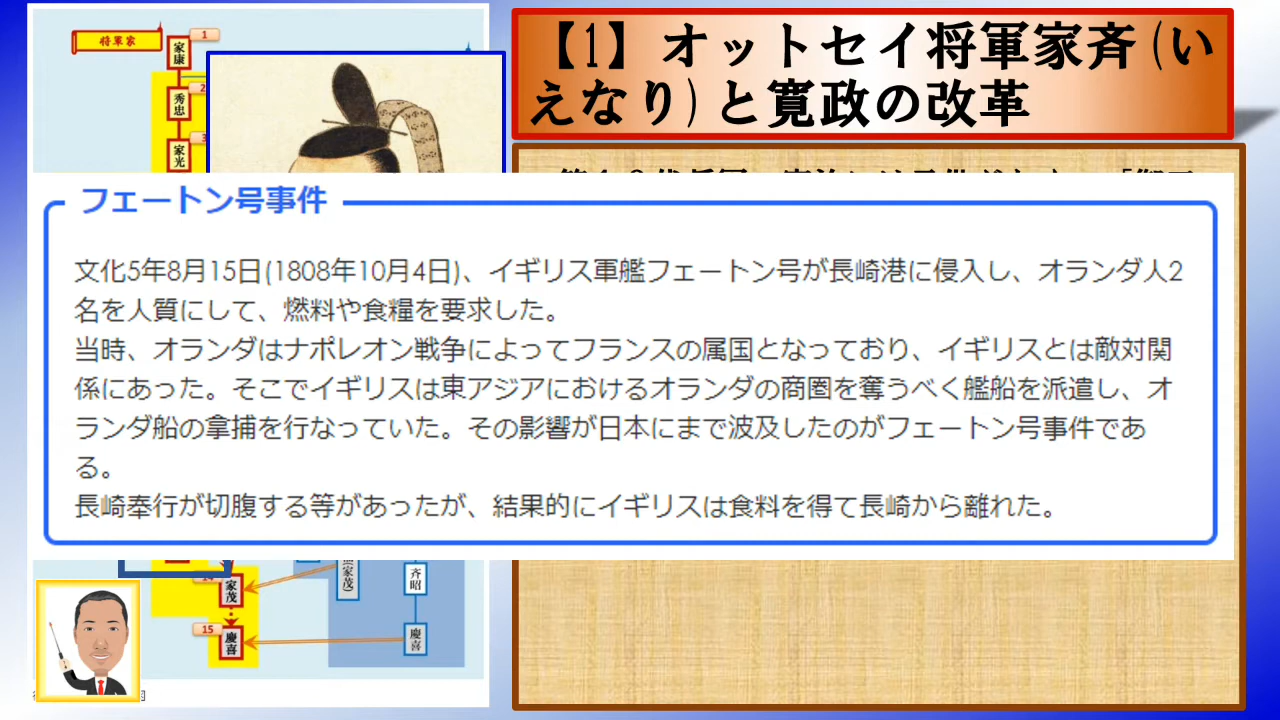 【1】オットセイ将軍家斉(い
えなり)と寛政の改革
将軍家
1
家康
2
秀忠
3
家光
フェートン号事件
文化5年8月15日(1808年10月4日)、イギリス軍艦フェートン号が長崎港に侵入し、オランダ人2
名を人質にして、燃料や食糧を要求した。
当時、オランダはナポレオン戦争によってフランスの属国となっており、イギリスとは敵対関
係にあった。そこでイギリスは東アジアにおけるオランダの商圏を奪うべく艦船を派遣し、オ
ランダ船の拿捕を行なっていた。その影響が日本にまで波及したのがフェートン号事件であ
る。
長崎奉行が切腹する等があったが、結果的にイギリスは食料を得て長崎から離れた。
家茂
(家茂)
斉昭
15
慶喜
慶喜